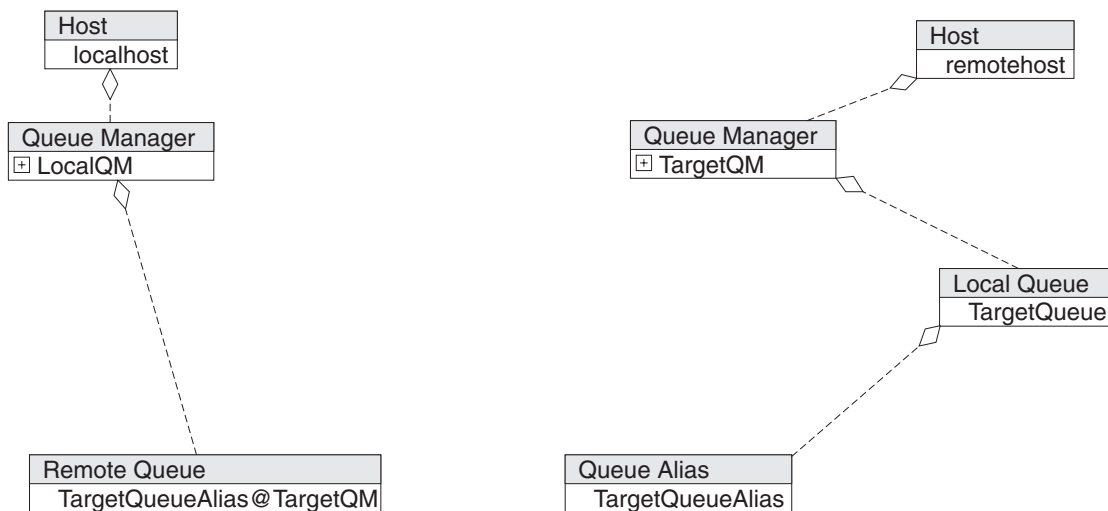 Host
localhost
Queue Manager
LocalQM
Remote Queue
TargetQueueAlias@TargetQM
Host
remotehost
Queue Manager
TargetQM
Local Queue
TargetQueue
Queue Alias
TargetQueueAlias